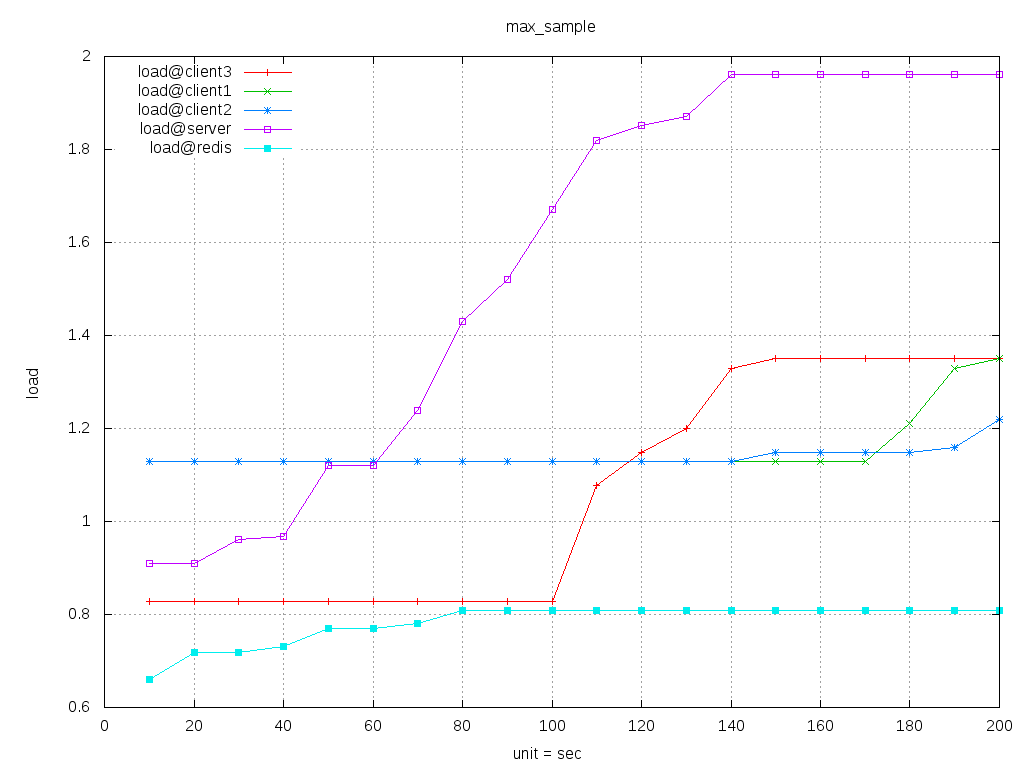 max_sample
2
1.8
1.6
1.4
1.2
1
0.8
0.6
load
load@client3
load@client1
load@client2
load@server
load@redis
0 20 40 60 80 100 120 140 160 180 200
unit = sec